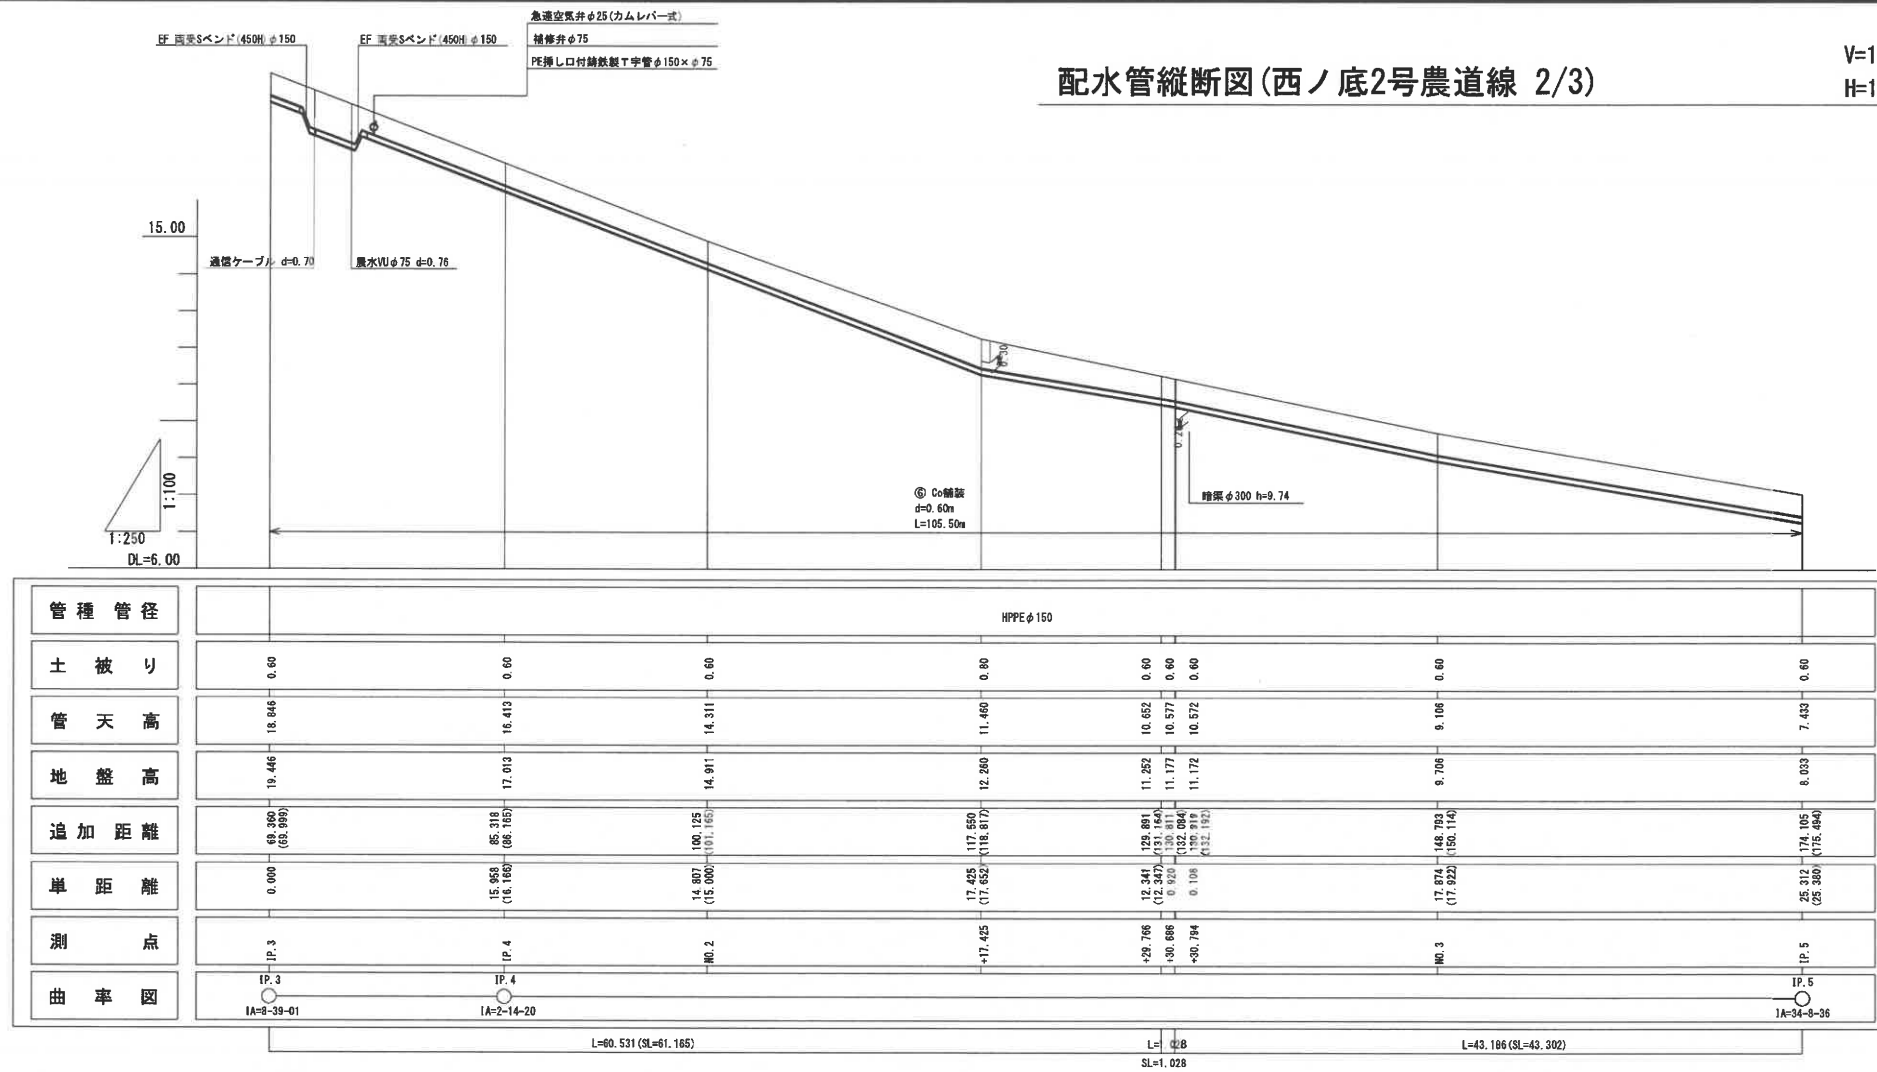 急速空気弁φ25(カムレバー式)
EF 両受Sベンド(450H) φ150
EF 両受Sベンド(450H) φ150
補修弁φ75
PE挿し口付鋳鉄製T字管φ150×φ75
配水管縦断図(西ノ底2号農道線 2/3)
V=1
H=1
15.00
通信ケーブル d=0.70
農水VUφ75 d=0.76
0.30
1:100
1:250
DL=6.00
⑥ Co舗装
d=0.60m
L=105.50m
暗渠φ300 h=9.74
管種 管径
HPPEφ150
土被り
0.60
0.60
0.60
0.80
0.60
0.60
0.60
0.60
0.60
管天高
18.846
16.413
14.311
11.460
10.652
10.577
10.572
9.106
7.433
地盤高
19.446
17.013
14.911
12.260
11.252
11.177
11.172
9.706
8.033
追加距離
69.360
(69.999)
85.318
(86.165)
100.125
(101.165)
117.550
(118.817)
129.891
(131.164)
130.811
(132.084)
130.919
(132.192)
148.793
(150.114)
174.105
(175.494)
単距離
0.000
15.958
(16.166)
14.807
(15.000)
17.425
(17.652)
12.341
(12.347)
0.920
0.108
17.874
(17.922)
25.312
(25.380)
測点
IP.3
IP.4
NO.2
+17.425
+29.766
+30.686
+30.794
NO.3
IP.5
曲率図
IP.3
IA=8-39-01
IP.4
IA=2-14-20
IP.5
IA=34-8-36
L=60.531(SL=61.165)
L=1.028
SL=1.028
L=43.186(SL=43.302)